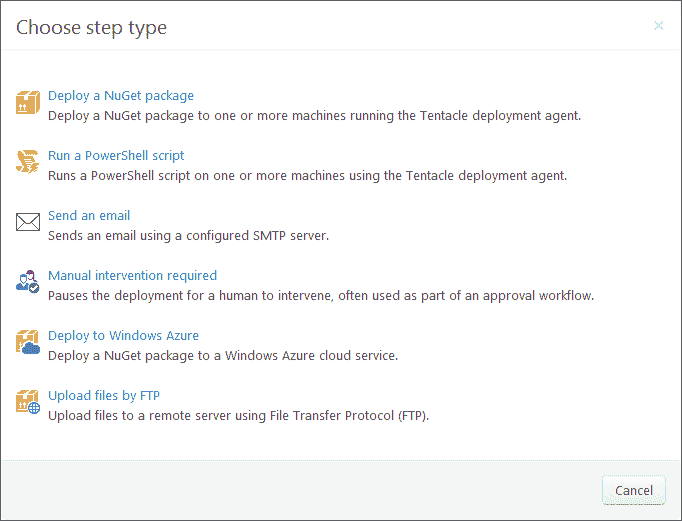 Choose step type
Deploy a NuGet package
Deploy a NuGet package to one or more machines running the Tentacle deployment agent.
Run a PowerShell script
Runs a PowerShell script on one or more machines using the Tentacle deployment agent.
Send an email
Sends an email using a configured SMTP server.
Manual intervention required
Pauses the deployment for a human to intervene, often used as part of an approval workflow.
Deploy to Windows Azure
Deploy a NuGet package to a Windows Azure cloud service.
Upload files by FTP
Upload files to a remote server using File Transfer Protocol (FTP).
Cancel